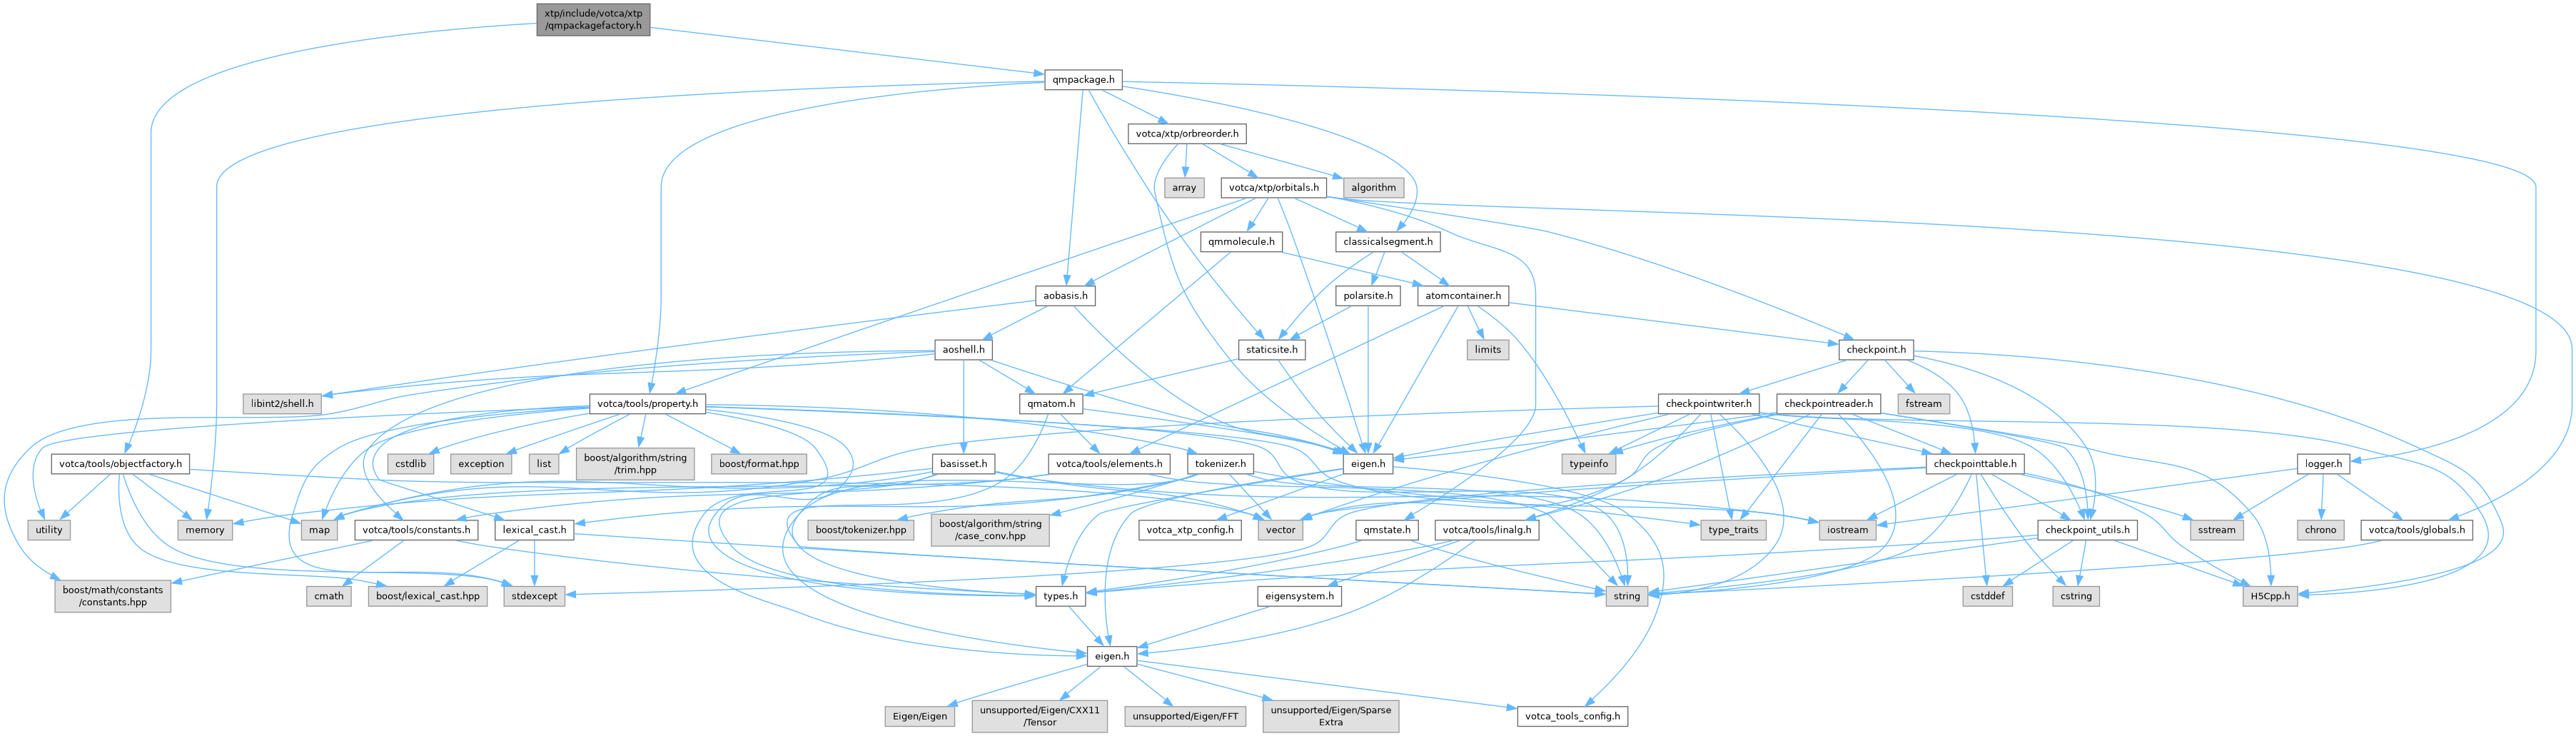 xtp/include/votca/xtp
/qmpackagefactory.h
qmpackage.h
votca/xtp/orbreorder.h
array
votca/xtp/orbitals.h
algorithm
qmmolecule.h
classicalsegment.h
aobasis.h
polarsite.h
atomcontainer.h
aoshell.h
staticsite.h
limits
checkpoint.h
libint2/shell.h
votca/tools/property.h
qmatom.h
checkpointwriter.h
checkpointreader.h
fstream
votca/tools/objectfactory.h
cstdlib
exception
list
boost/algorithm/string
/trim.hpp
boost/format.hpp
basisset.h
votca/tools/elements.h
tokenizer.h
eigen.h
typeinfo
checkpointtable.h
logger.h
utility
memory
map
votca/tools/constants.h
lexical_cast.h
boost/tokenizer.hpp
boost/algorithm/string
/case_conv.hpp
votca_xtp_config.h
vector
qmstate.h
votca/tools/linalg.h
type_traits
iostream
checkpoint_utils.h
sstream
chrono
votca/tools/globals.h
boost/math/constants
/constants.hpp
cmath
boost/lexical_cast.hpp
stdexcept
types.h
eigensystem.h
string
cstddef
cstring
H5Cpp.h
eigen.h
Eigen/Eigen
unsupported/Eigen/CXX11
/Tensor
unsupported/Eigen/FFT
unsupported/Eigen/Sparse
Extra
votca_tools_config.h